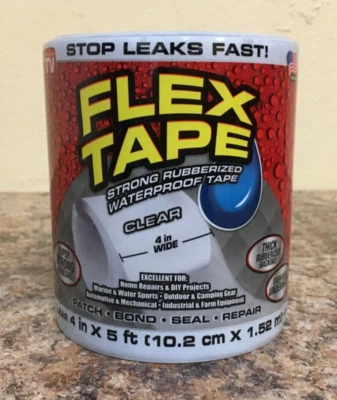 TV
STOP LEAKS FAST!
FLEX
TAPE
STRONG RUBBERIZED
WATERPROOF TAPE
CLEAR
4 in
WIDE
THICK
EXCELLENT FOR:
Home Repairs & DIY Projects
Marine & Water Sports • Outdoor & Camping Gear
Automotive & Mechanical • Industrial & Farm Equipment
PATCH • BOND • SEAL • REPAIR
4 in X 5 ft (10.2 cm X 1.52 m